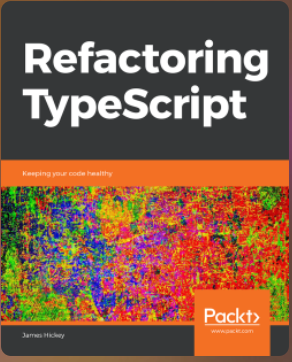 Refactoring
TypeScript
Keeping your code healthy
Packt>
www.packt.com
James Hickey